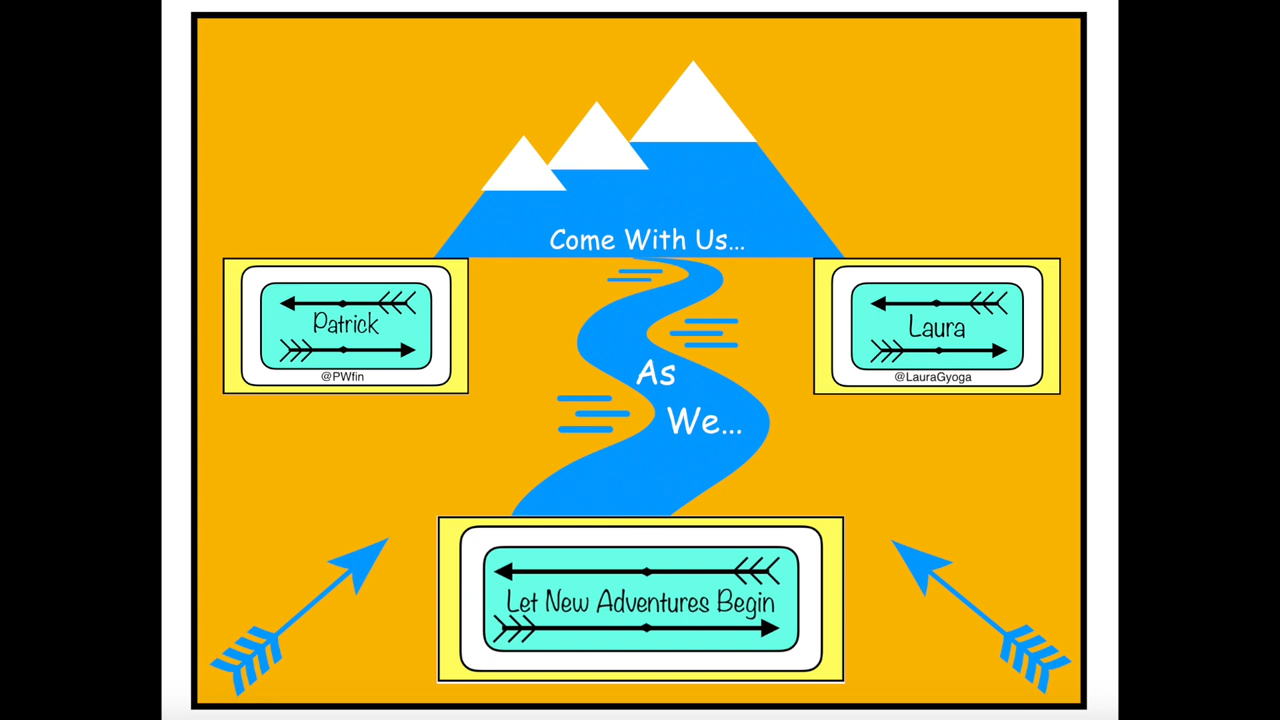 Come With Us...
Patrick
@PWfin
Laura
@LauraGyoga
As
We...
Let New Adventures Begin